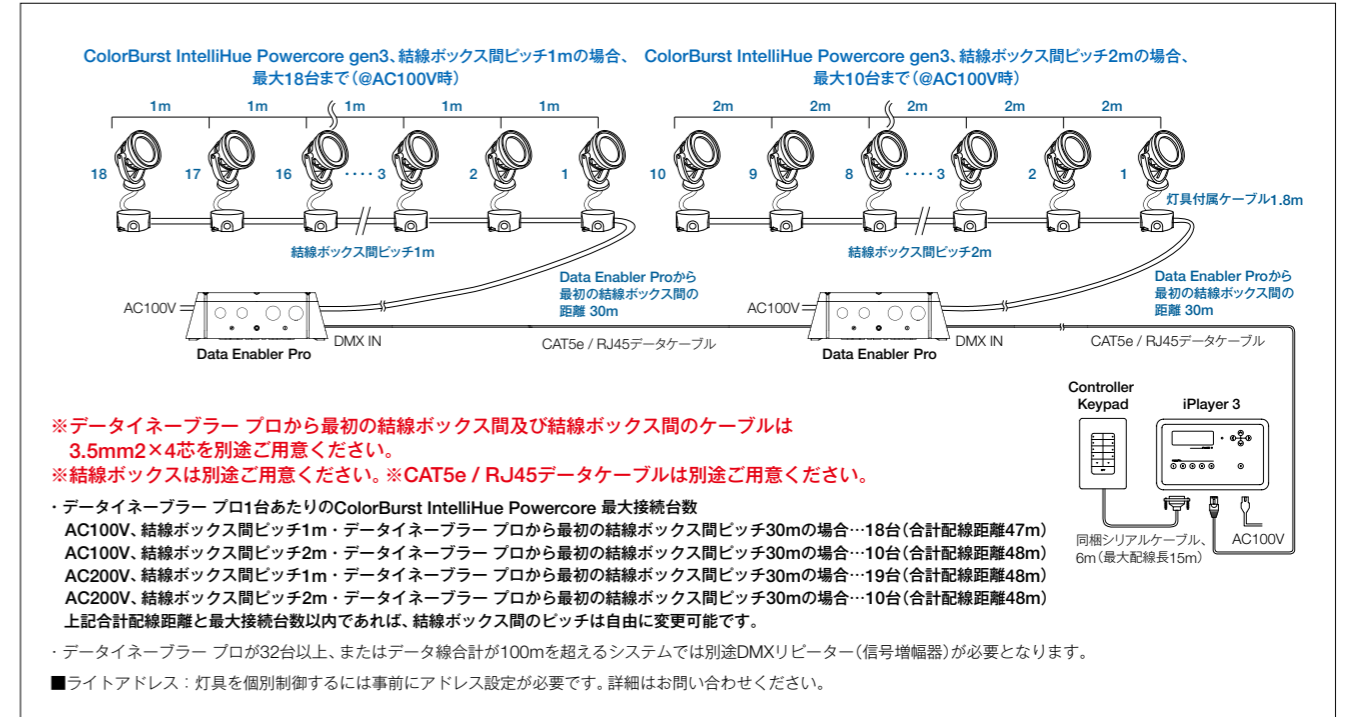 ColorBurst IntelliHue Powercore gen3、結線ボックス間ピッチ1mの場合、
最大18台まで(@AC100V時)
1m 1m 1m 1m 1m
18 17 16 ････ 3 2 1
結線ボックス間ピッチ1m
ColorBurst IntelliHue Powercore gen3、結線ボックス間ピッチ2mの場合、
最大10台まで(@AC100V時)
2m 2m 2m 2m 2m
10 9 8 ････ 3 2 1
灯具付属ケーブル1.8m
結線ボックス間ピッチ2m
Data Enabler Proから
最初の結線ボックス間の
距離 30m
AC100V
DMX IN
Data Enabler Pro
CAT5e / RJ45データケーブル
Data Enabler Proから
最初の結線ボックス間の
距離 30m
AC100V
DMX IN
Data Enabler Pro
CAT5e / RJ45データケーブル
Controller
Keypad
iPlayer 3
同梱シリアルケーブル、
6m(最大配線長15m)
AC100V
※データイネーブラー プロから最初の結線ボックス間及び結線ボックス間のケーブルは
3.5mm2×4芯を別途ご用意ください。
※結線ボックスは別途ご用意ください。※CAT5e / RJ45データケーブルは別途ご用意ください。
・データイネーブラー プロ1台あたりのColorBurst IntelliHue Powercore 最大接続台数
AC100V、結線ボックス間ピッチ1m・データイネーブラー プロから最初の結線ボックス間ピッチ30mの場合…18台(合計配線距離47m)
AC100V、結線ボックス間ピッチ2m・データイネーブラー プロから最初の結線ボックス間ピッチ30mの場合…10台(合計配線距離48m)
AC200V、結線ボックス間ピッチ1m・データイネーブラー プロから最初の結線ボックス間ピッチ30mの場合…19台(合計配線距離48m)
AC200V、結線ボックス間ピッチ2m・データイネーブラー プロから最初の結線ボックス間ピッチ30mの場合…10台(合計配線距離48m)
上記合計配線距離と最大接続台数以内であれば、結線ボックス間のピッチは自由に変更可能です。
・データイネーブラー プロが32台以上、またはデータ線合計が100mを超えるシステムでは別途DMXリピーター(信号増幅器)が必要となります。
■ライトアドレス：灯具を個別制御するには事前にアドレス設定が必要です。詳細はお問い合わせください。